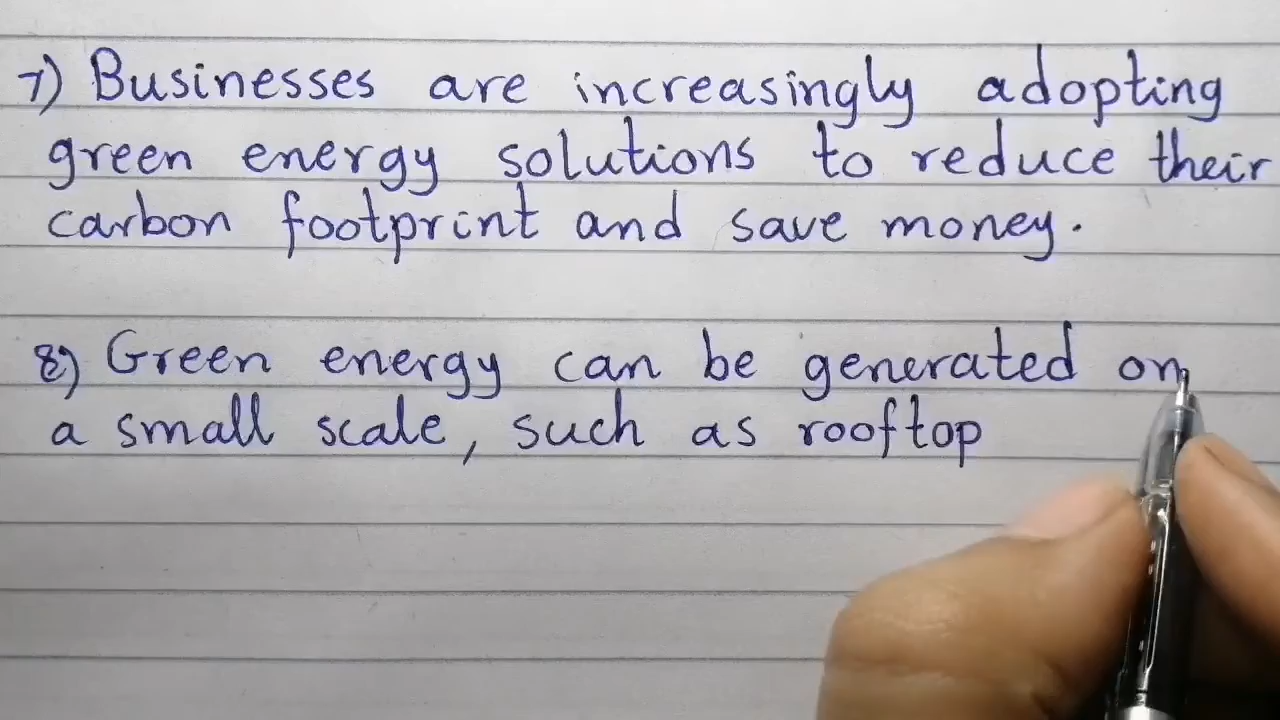 7) Businesses are increasingly adopting
green energy solutions to reduce their
carbon footprint and save money.
8) Green energy can be generated on
a small scale, such as rooftop